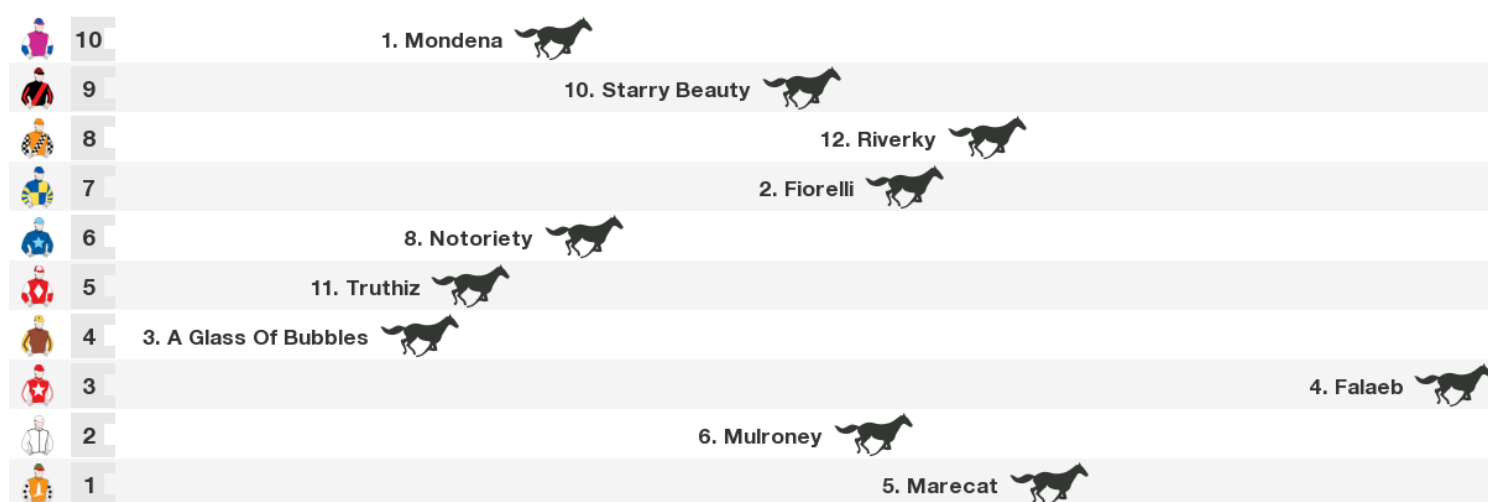 10 1. Mondena
9 10. Starry Beauty
8 12. Riverky
7 2. Fiorelli
6 8. Notoriety
5 11. Truthiz
4 3. A Glass Of Bubbles
3 4. Falaeb
2 6. Mulroney
1 5. Marecat